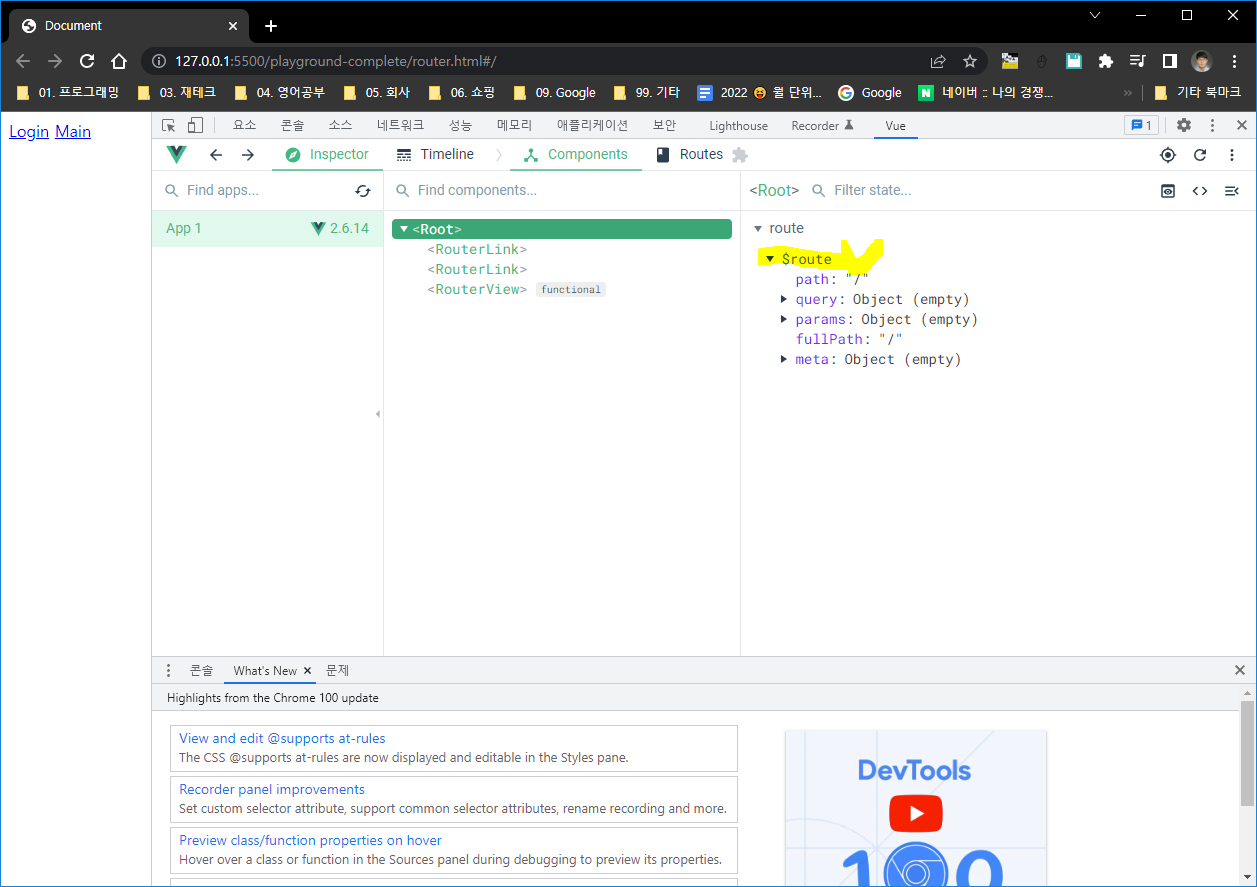 Document
127.0.0.1:5500/playground-complete/router.html#/
01. 프로그래밍 03. 재테크 04. 영어공부 05. 회사 06. 쇼핑 09. Google 99. 기타 2022 😆 월 단위... Google N 네이버 :: 나의 경쟁... » 기타 북마크
Login Main
요소 콘솔 소스 네트워크 성능 메모리 애플리케이션 보안 Lighthouse Recorder Vue 1
Inspector Timeline Components Routes
Find apps... Find components... <Root> Filter state...
App 1 2.6.14
<Root>
<RouterLink>
<RouterLink>
<RouterView> functional
route
$route
path: "/"
query: Object (empty)
params: Object (empty)
fullPath: "/"
meta: Object (empty)
콘솔 What's New 문제
Highlights from the Chrome 100 update
View and edit @supports at-rules
The CSS @supports at-rules are now displayed and editable in the Styles pane.
Recorder panel improvements
Set custom selector attribute, support common selector attributes, rename recording and more.
Preview class/function properties on hover
Hover over a class or function in the Sources panel during debugging to preview its properties.
DevTools
100